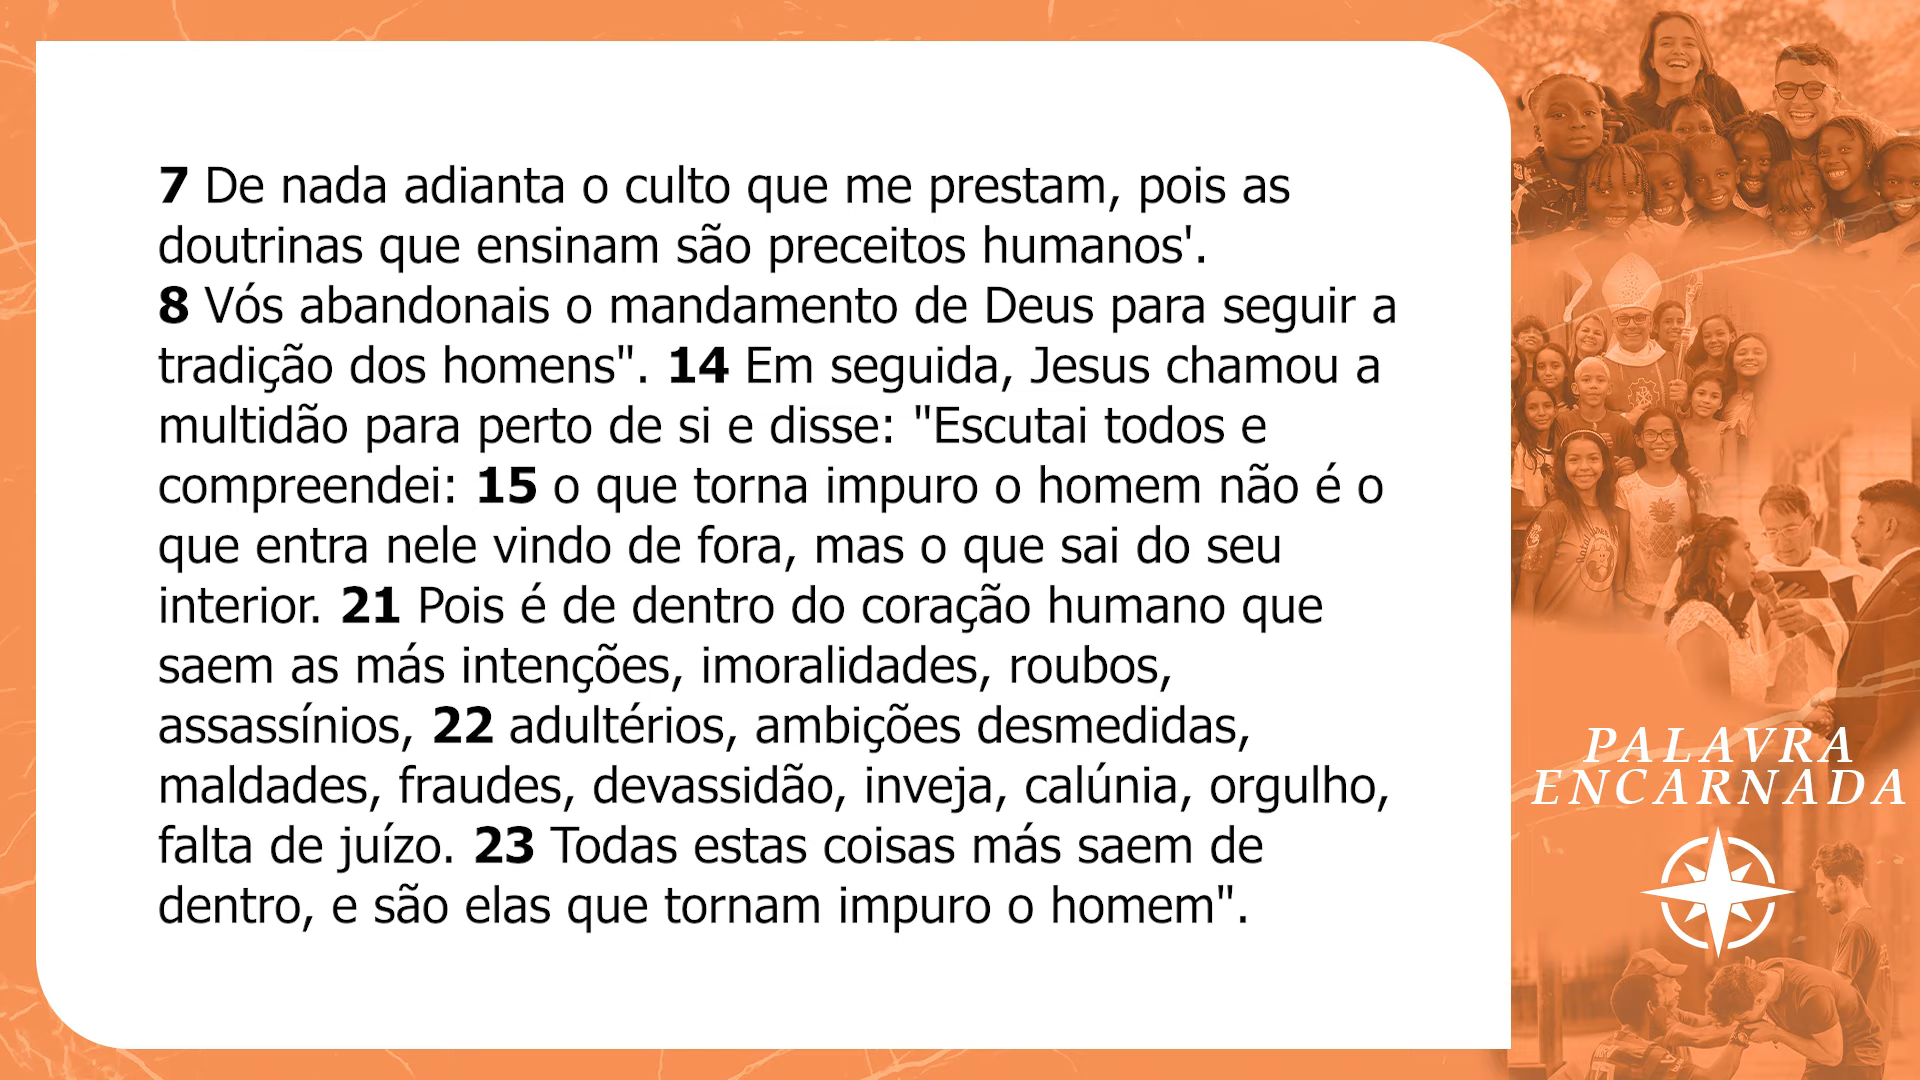 7 De nada adianta o culto que me prestam, pois as
doutrinas que ensinam são preceitos humanos'.
8 Vós abandonais o mandamento de Deus para seguir a
tradição dos homens". 14 Em seguida, Jesus chamou a
multidão para perto de si e disse: "Escutai todos e
compreendei: 15 o que torna impuro o homem não é o
que entra nele vindo de fora, mas o que sai do seu
interior. 21 Pois é de dentro do coração humano que
saem as más intenções, imoralidades, roubos,
assassínios, 22 adultérios, ambições desmedidas,
maldades, fraudes, devassidão, inveja, calúnia, orgulho,
falta de juízo. 23 Todas estas coisas más saem de
dentro, e são elas que tornam impuro o homem".
PALAVRA
ENCARNADA